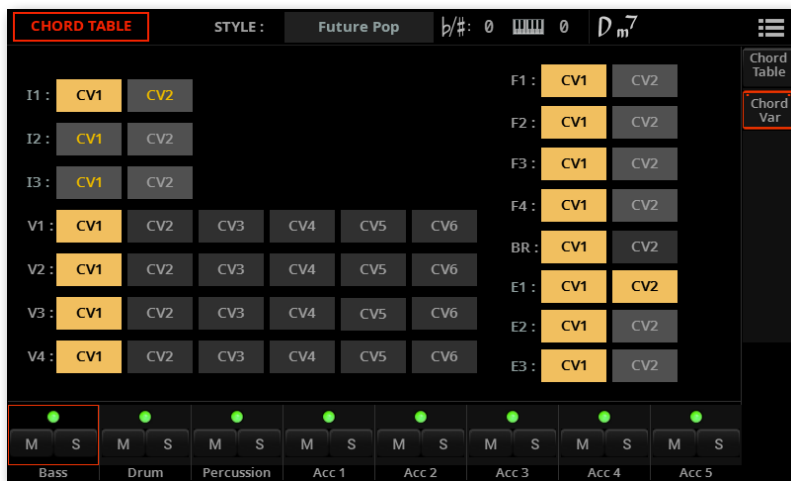 CHORD TABLE STYLE : Future Pop ♭/#: 0 0 Dm7
Chord Table
Chord Var
I1 : CV1 CV2
I2 : CV1 CV2
I3 : CV1 CV2
V1 : CV1 CV2 CV3 CV4 CV5 CV6
V2 : CV1 CV2 CV3 CV4 CV5 CV6
V3 : CV1 CV2 CV3 CV4 CV5 CV6
V4 : CV1 CV2 CV3 CV4 CV5 CV6
F1 : CV1 CV2
F2 : CV1 CV2
F3 : CV1 CV2
F4 : CV1 CV2
BR : CV1 CV2
E1 : CV1 CV2
E2 : CV1 CV2
E3 : CV1 CV2
M S M S M S M S M S M S M S M S
Bass Drum Percussion Acc 1 Acc 2 Acc 3 Acc 4 Acc 5